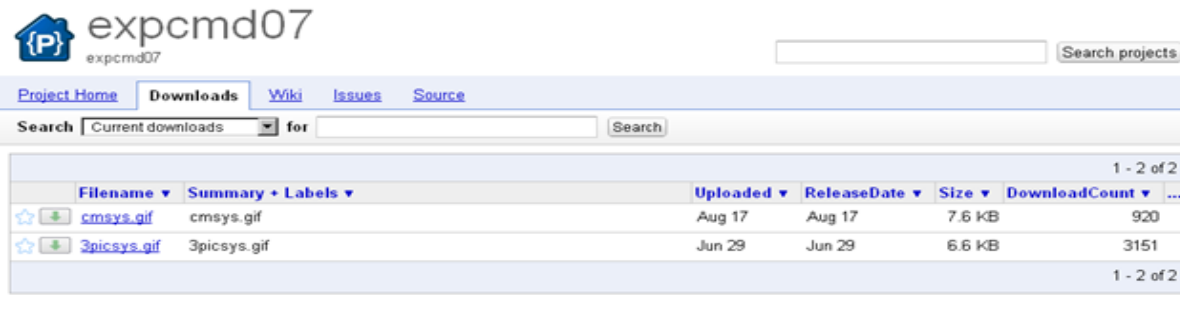 {P}
expcmd07
expcmd07
Search projects
Project Home Downloads Wiki Issues Source
Search Current downloads for Search
1 - 2 of 2
Filename ▼ Summary + Labels ▼ Uploaded ▼ ReleaseDate ▼ Size ▼ DownloadCount ▼ ...
cmsys.gif cmsys.gif Aug 17 Aug 17 7.6 KB 920
3picsys.gif 3picsys.gif Jun 29 Jun 29 6.6 KB 3151
1 - 2 of 2